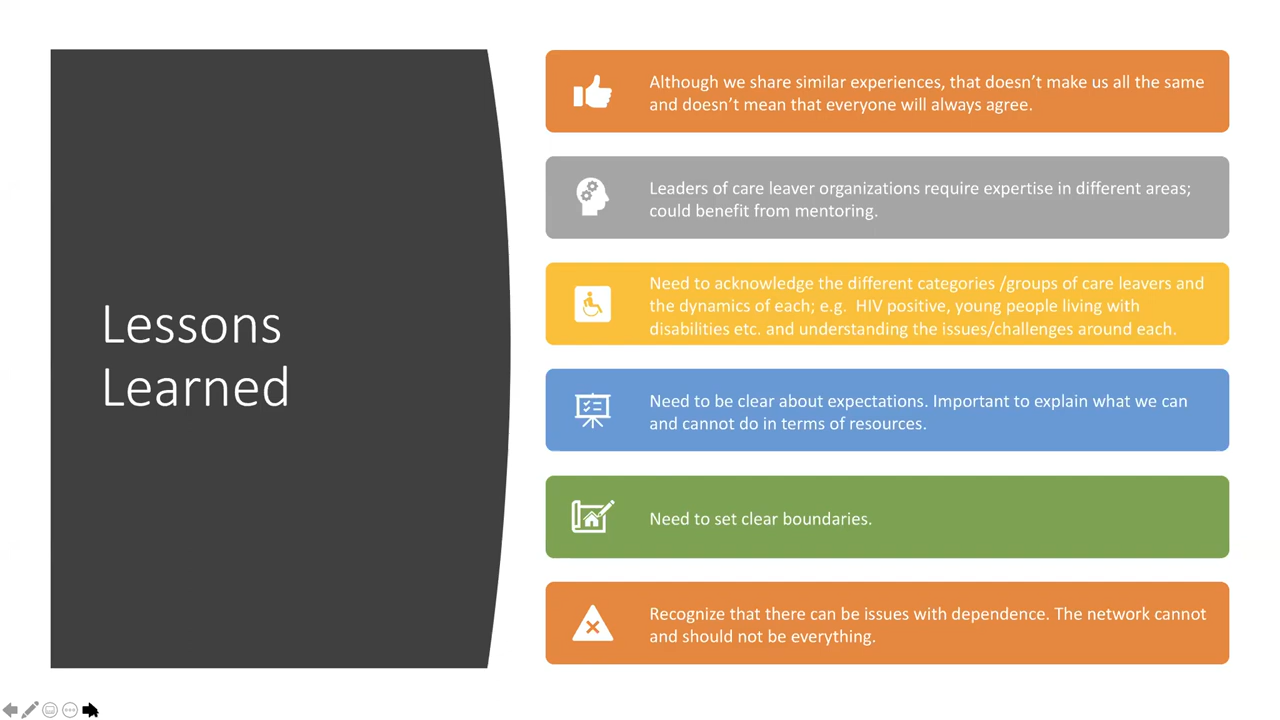 Lessons
Learned
Although we share similar experiences, that doesn’t make us all the same
and doesn’t mean that everyone will always agree.
Leaders of care leaver organizations require expertise in different areas;
could benefit from mentoring.
Need to acknowledge the different categories /groups of care leavers and
the dynamics of each; e.g.  HIV positive, young people living with
disabilities etc. and understanding the issues/challenges around each.
Need to be clear about expectations. Important to explain what we can
and cannot do in terms of resources.
Need to set clear boundaries.
Recognize that there can be issues with dependence. The network cannot
and should not be everything.